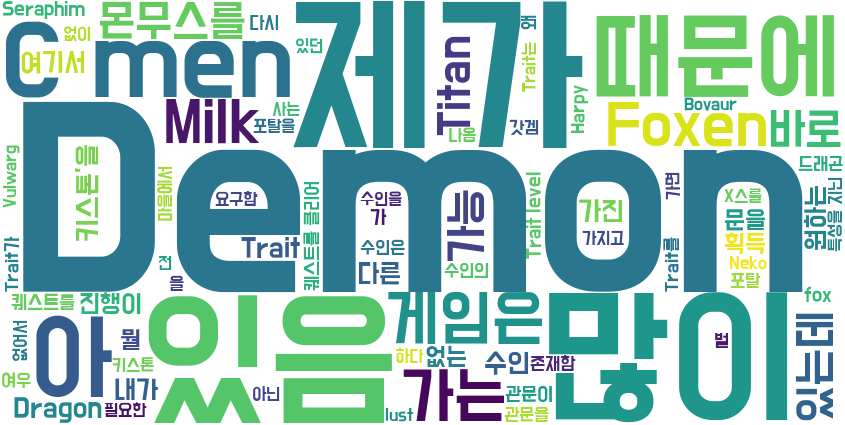 Seraphim
없이
몬무스를
다시
여기서
C
men
제가
있던
Trait는
왜
때문에
Titan
Harpy
Milk
사는
포탈을
나옴
갓겜
Bovaur
Foxen
바로
Demon
Vulwarg
키스톤'을
마을에서
요구함
수인을
가
가능
Trait level
가진
가면
드래곤
X스룰
원하는
특성을 지닌
문을
획득
Trait
퀘스트를 클리어
수인은
가지고
Trait를
Trait가
다른
수인의
Neko
포탈
전
을
퀘스트를
진행이
있음
게임은
많이
fox
없어서
아
뭘
벌
있는데
키스톤
하다
없는
수인
존재함
여우
내가
아닌
가는
관문이
Dragon
필요한
lust
관문을